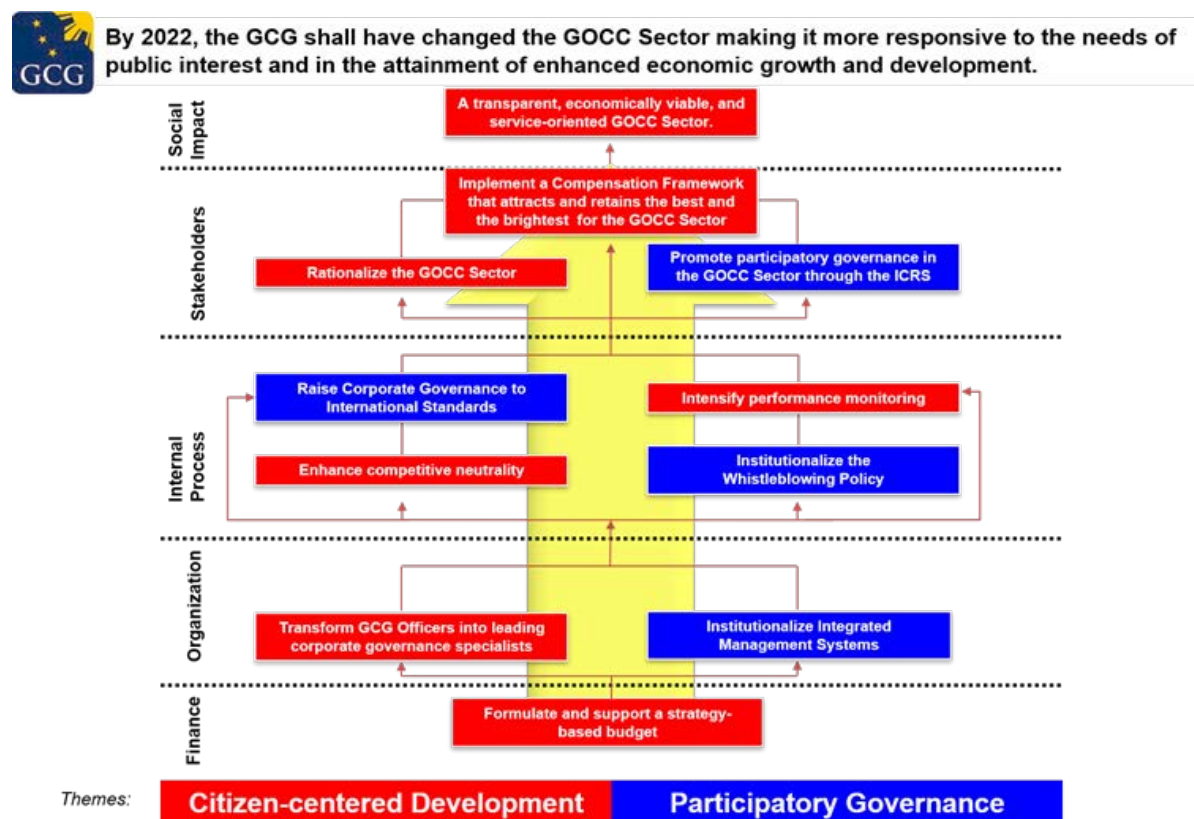 GCG
By 2022, the GCG shall have changed the GOCC Sector making it more responsive to the needs of
public interest and in the attainment of enhanced economic growth and development.
Social
Impact
A transparent, economically viable, and
service-oriented GOCC Sector.
Stakeholders
Implement a Compensation Framework
that attracts and retains the best and
the brightest for the GOCC Sector
Rationalize the GOCC Sector
Promote participatory governance in
the GOCC Sector through the ICRS
Internal
Process
Raise Corporate Governance to
International Standards
Intensify performance monitoring
Enhance competitive neutrality
Institutionalize the
Whistleblowing Policy
Organization
Transform GCG Officers into leading
corporate governance specialists
Institutionalize Integrated
Management Systems
Finance
Formulate and support a strategy-
based budget
Themes:
Citizen-centered Development
Participatory Governance